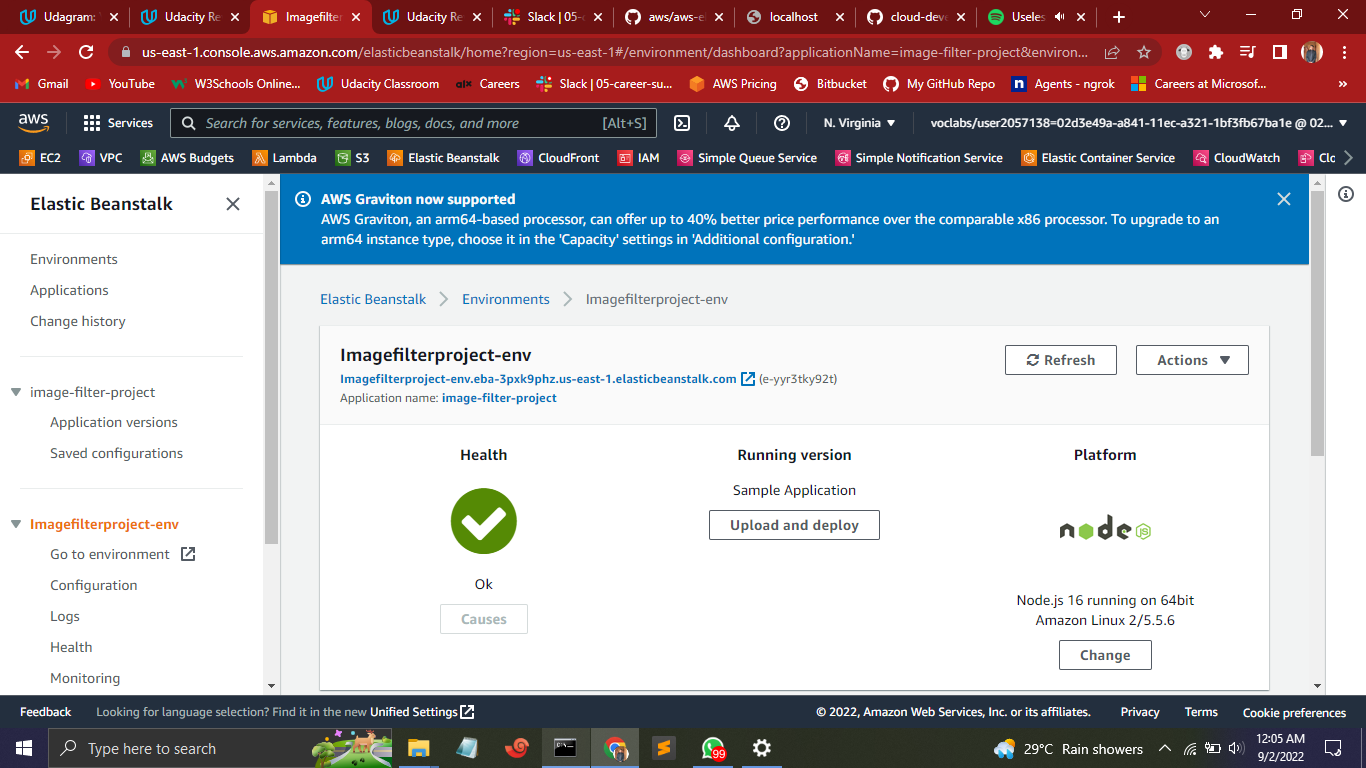 Udagram: 
Udacity Re
Imagefilter
Udacity Re
Slack | 05-c
aws/aws-el
localhost
cloud-deve
Useles
us-east-1.console.aws.amazon.com/elasticbeanstalk/home?region=us-east-1#/environment/dashboard?applicationName=image-filter-project&environ...
Gmail
YouTube
W3Schools Online...
Udacity Classroom
Careers
Slack | 05-career-su...
AWS Pricing
Bitbucket
My GitHub Repo
Agents - ngrok
Careers at Microsof...
aws
Services
Search for services, features, blogs, docs, and more
[Alt+S]
N. Virginia
voclabs/user2057138=02d3e49a-a841-11ec-a321-1bf3fb67ba1e @ 02...
EC2
VPC
AWS Budgets
Lambda
S3
Elastic Beanstalk
CloudFront
IAM
Simple Queue Service
Simple Notification Service
Elastic Container Service
CloudWatch
Clo
Elastic Beanstalk
Environments
Applications
Change history
image-filter-project
Application versions
Saved configurations
Imagefilterproject-env
Go to environment
Configuration
Logs
Health
Monitoring
AWS Graviton now supported
AWS Graviton, an arm64-based processor, can offer up to 40% better price performance over the comparable x86 processor. To upgrade to an
arm64 instance type, choose it in the 'Capacity' settings in 'Additional configuration.'
Elastic Beanstalk
Environments
Imagefilterproject-env
Imagefilterproject-env
Imagefilterproject-env.eba-3pxk9phz.us-east-1.elasticbeanstalk.com (e-yyr3tky92t)
Application name: image-filter-project
Refresh
Actions
Health
Ok
Causes
Running version
Sample Application
Upload and deploy
Platform
node
JS
Node.js 16 running on 64bit
Amazon Linux 2/5.5.6
Change
Feedback
Looking for language selection? Find it in the new Unified Settings
© 2022, Amazon Web Services, Inc. or its affiliates.
Privacy
Terms
Cookie preferences
Type here to search
99
29°C Rain showers
12:05 AM
9/2/2022